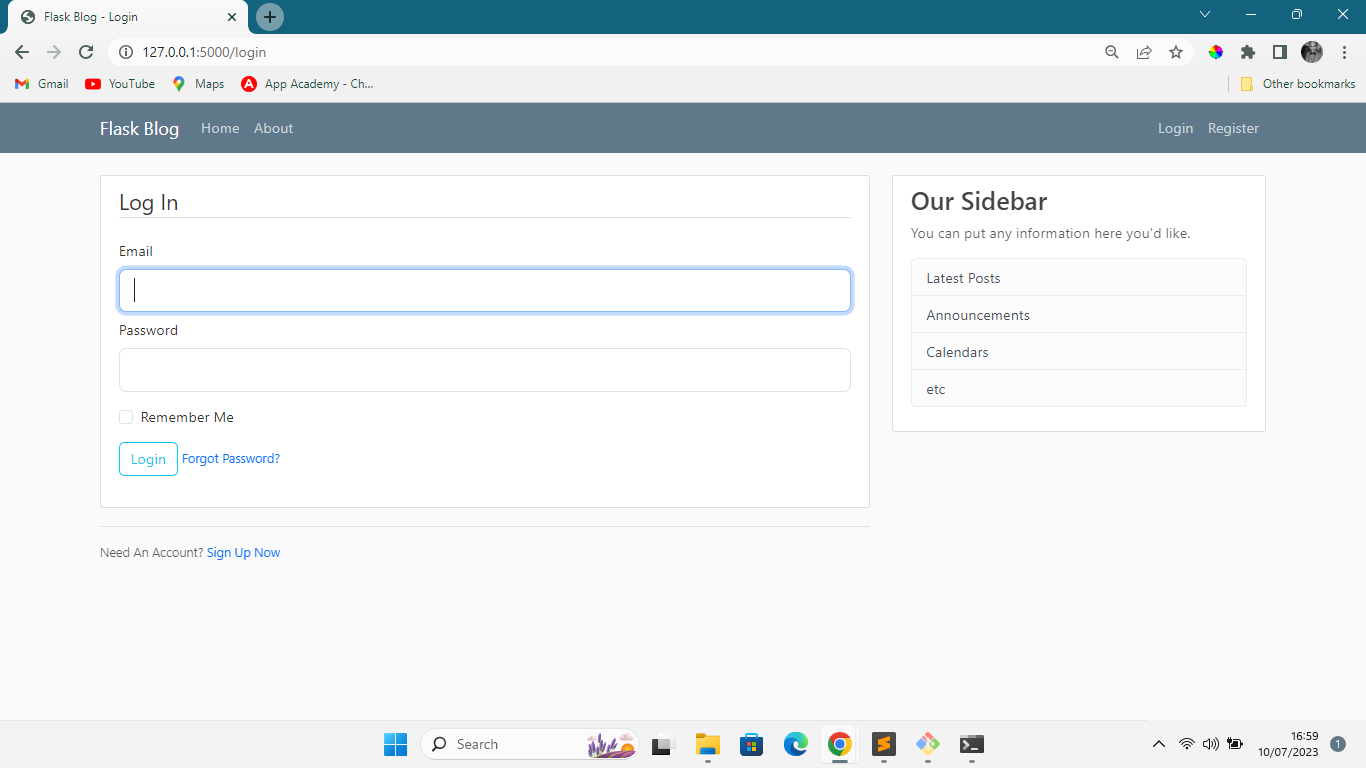 Flask Blog - Login
127.0.0.1:5000/login
Gmail YouTube Maps App Academy - Ch... Other bookmarks
Flask Blog Home About Login Register
Log In
Email
Password
Remember Me
Login Forgot Password?
Need An Account? Sign Up Now
Our Sidebar
You can put any information here you'd like.
Latest Posts
Announcements
Calendars
etc
Search
16:59
10/07/2023
1